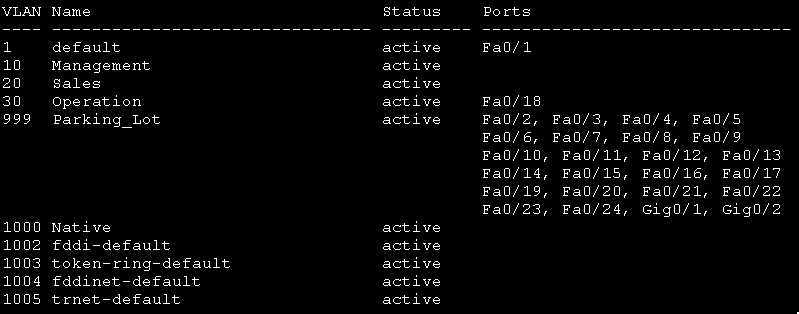 VLAN Name                             Status    Ports
---- -------------------------------- --------- -------------------------------
1    default                          active    Fa0/1
10   Management                       active
20   Sales                            active
30   Operation                        active    Fa0/18
999  Parking_Lot                      active    Fa0/2, Fa0/3, Fa0/4, Fa0/5
                                                Fa0/6, Fa0/7, Fa0/8, Fa0/9
                                                Fa0/10, Fa0/11, Fa0/12, Fa0/13
                                                Fa0/14, Fa0/15, Fa0/16, Fa0/17
                                                Fa0/19, Fa0/20, Fa0/21, Fa0/22
                                                Fa0/23, Fa0/24, Gig0/1, Gig0/2
1000 Native                           active
1002 fddi-default                     active
1003 token-ring-default               active
1004 fddinet-default                  active
1005 trnet-default                    active